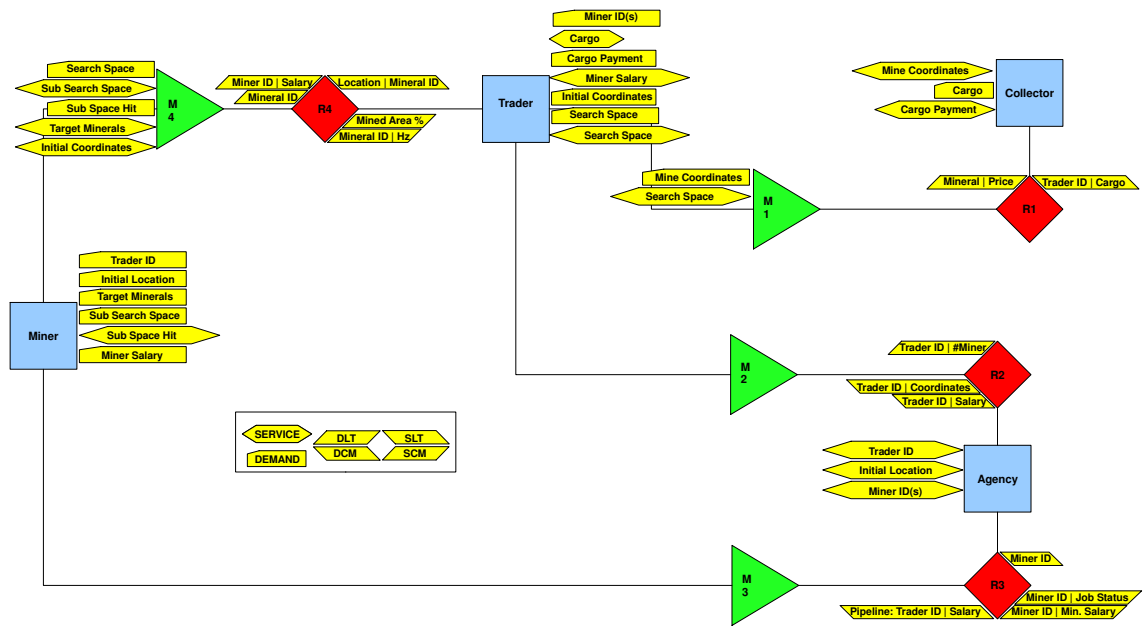 Miner ID(s)
Cargo
Cargo Payment
Miner Salary
Initial Coordinates
Search Space
Search Space
Trader
Search Space
Sub Search Space
Sub Space Hit
Target Minerals
Initial Coordinates
M
4
Miner ID | Salary
Mineral ID
Location | Mineral ID
R4
Mined Area %
Mineral ID | Hz
Mine Coordinates
Cargo
Cargo Payment
Collector
Mine Coordinates
Search Space
M
1
Mineral | Price
Trader ID | Cargo
R1
Trader ID
Initial Location
Target Minerals
Sub Search Space
Sub Space Hit
Miner Salary
Miner
M
2
Trader ID | #Miner
R2
Trader ID | Coordinates
Trader ID | Salary
SERVICE
DLT
SLT
DEMAND
DCM
SCM
Trader ID
Initial Location
Miner ID(s)
Agency
M
3
Miner ID
R3
Miner ID | Job Status
Pipeline: Trader ID | Salary
Miner ID | Min. Salary